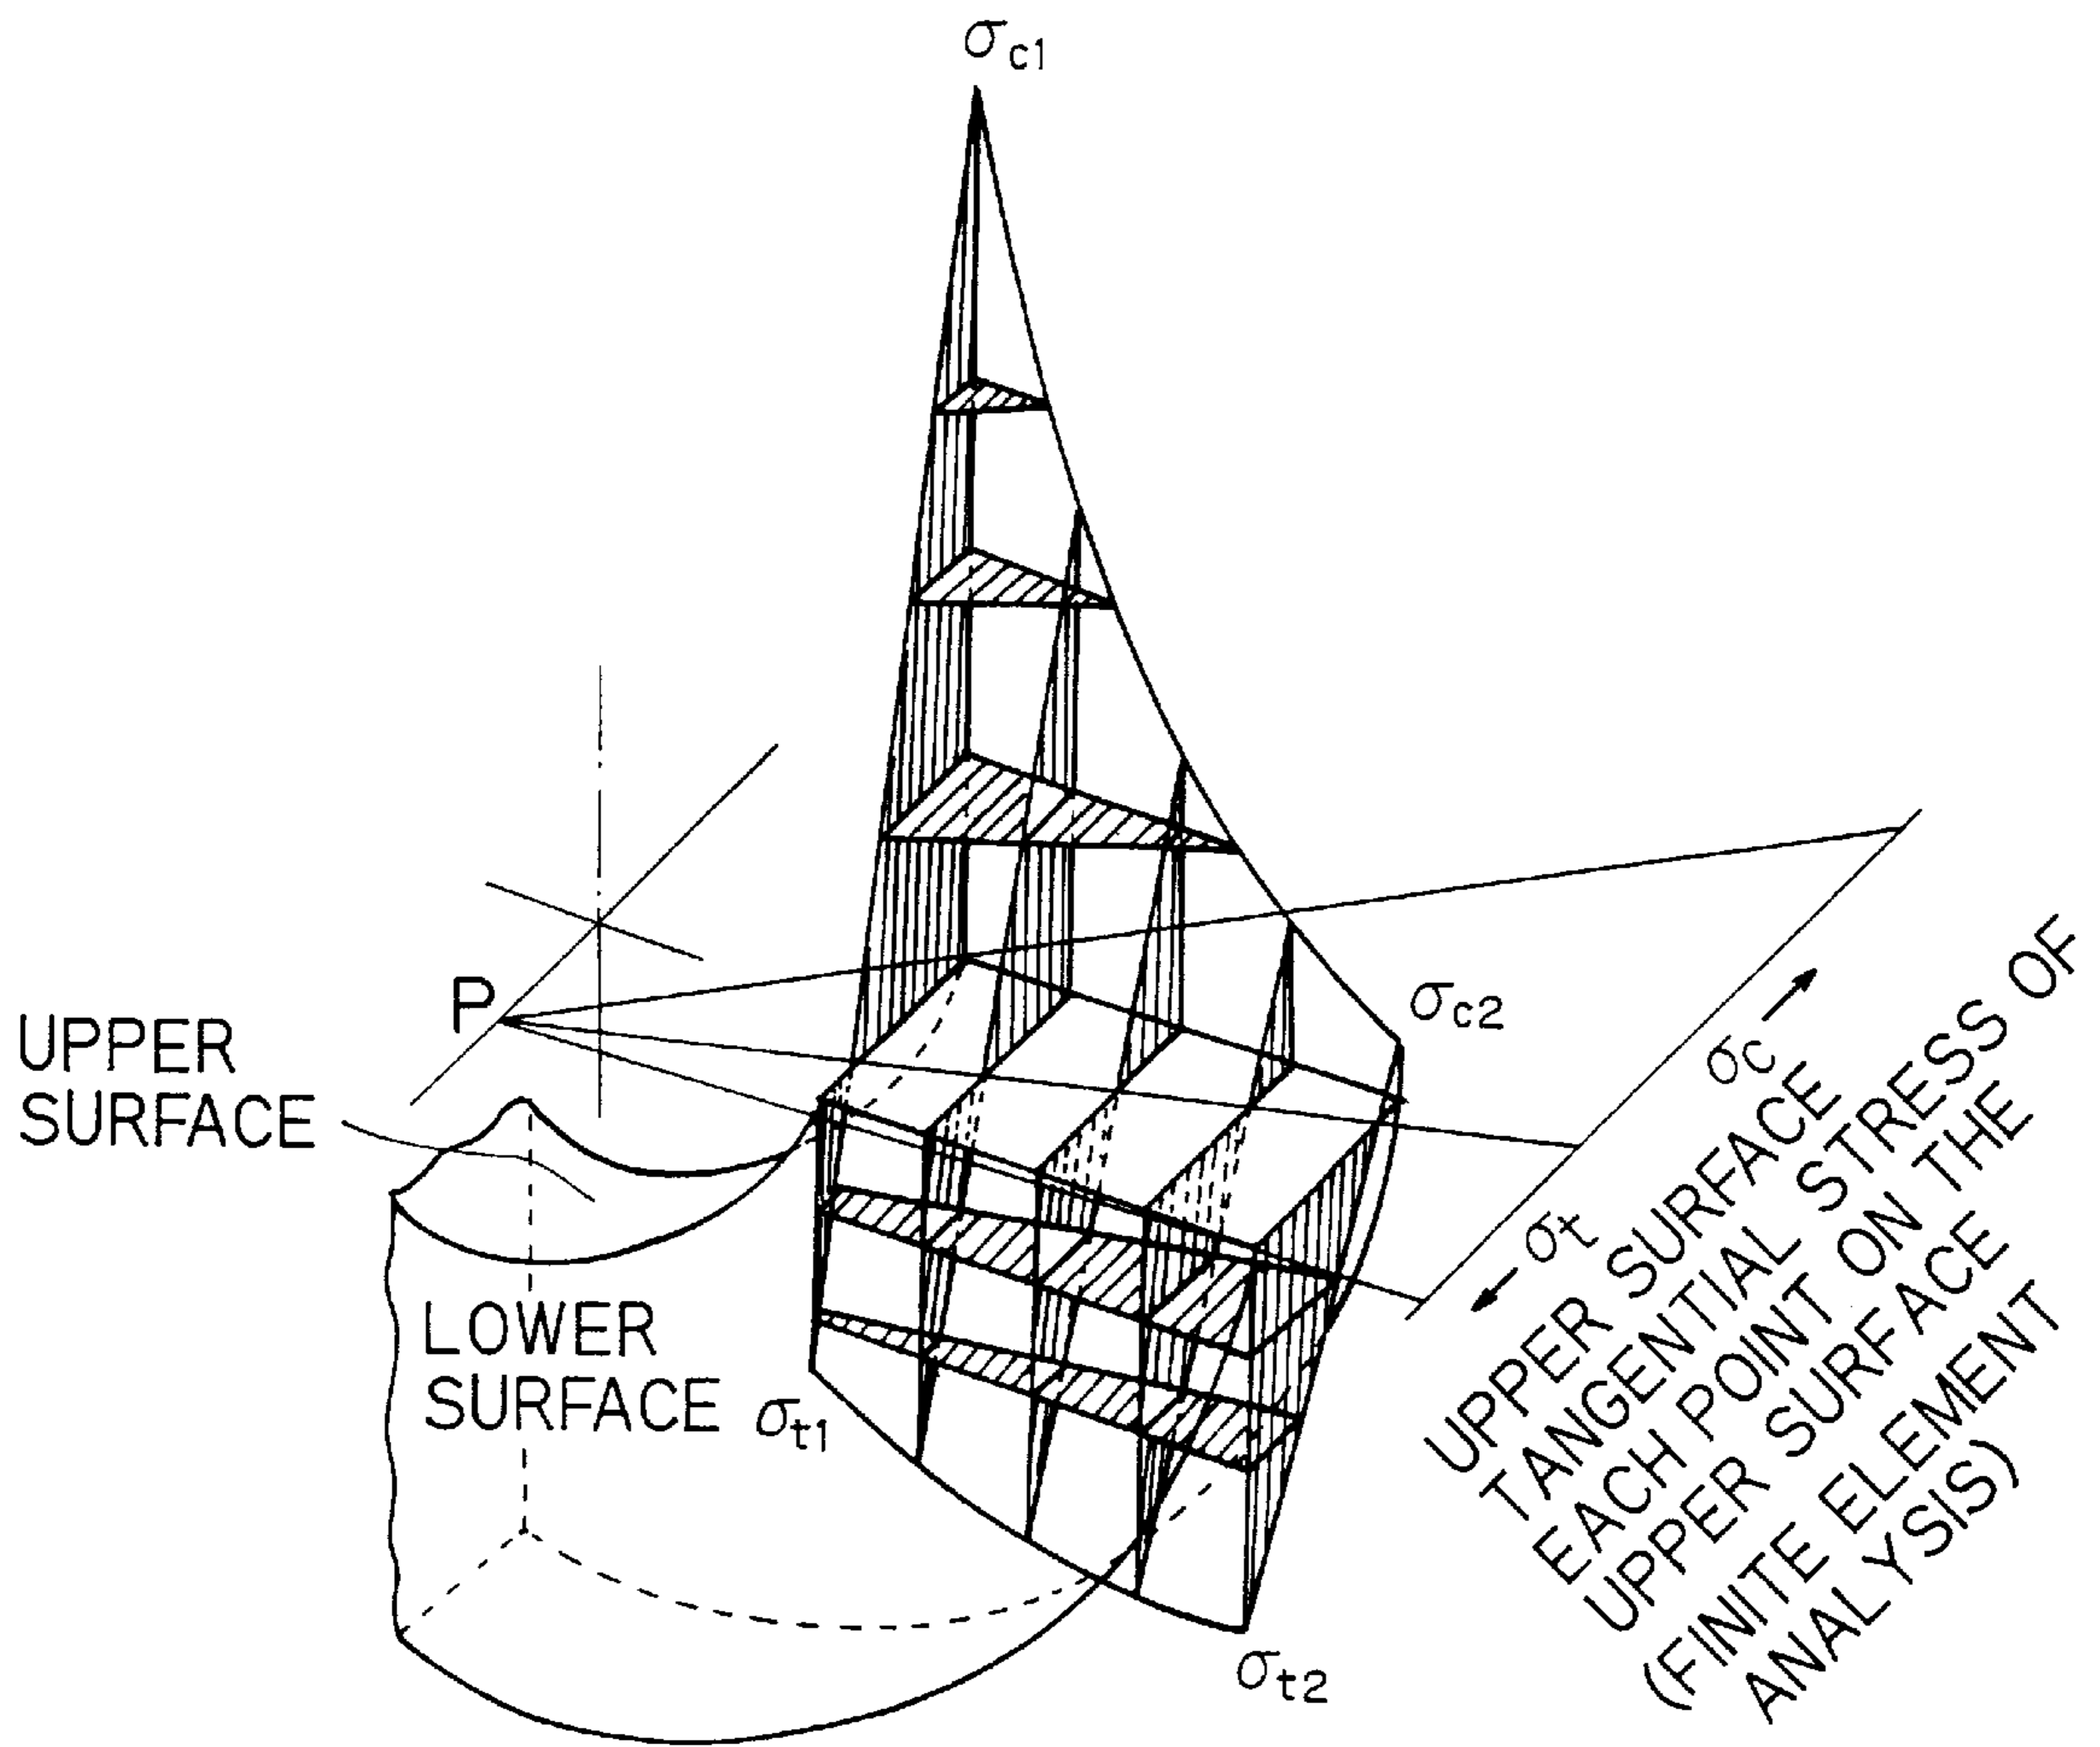 σc1
P
UPPER
SURFACE
σc2
LOWER
SURFACE
σt1
σt2
σc
σt
UPPER SURFACE
TANGENTIAL STRESS OF
EACH POINT ON THE
UPPER SURFACE
(FINITE ELEMENT
ANALYSIS)